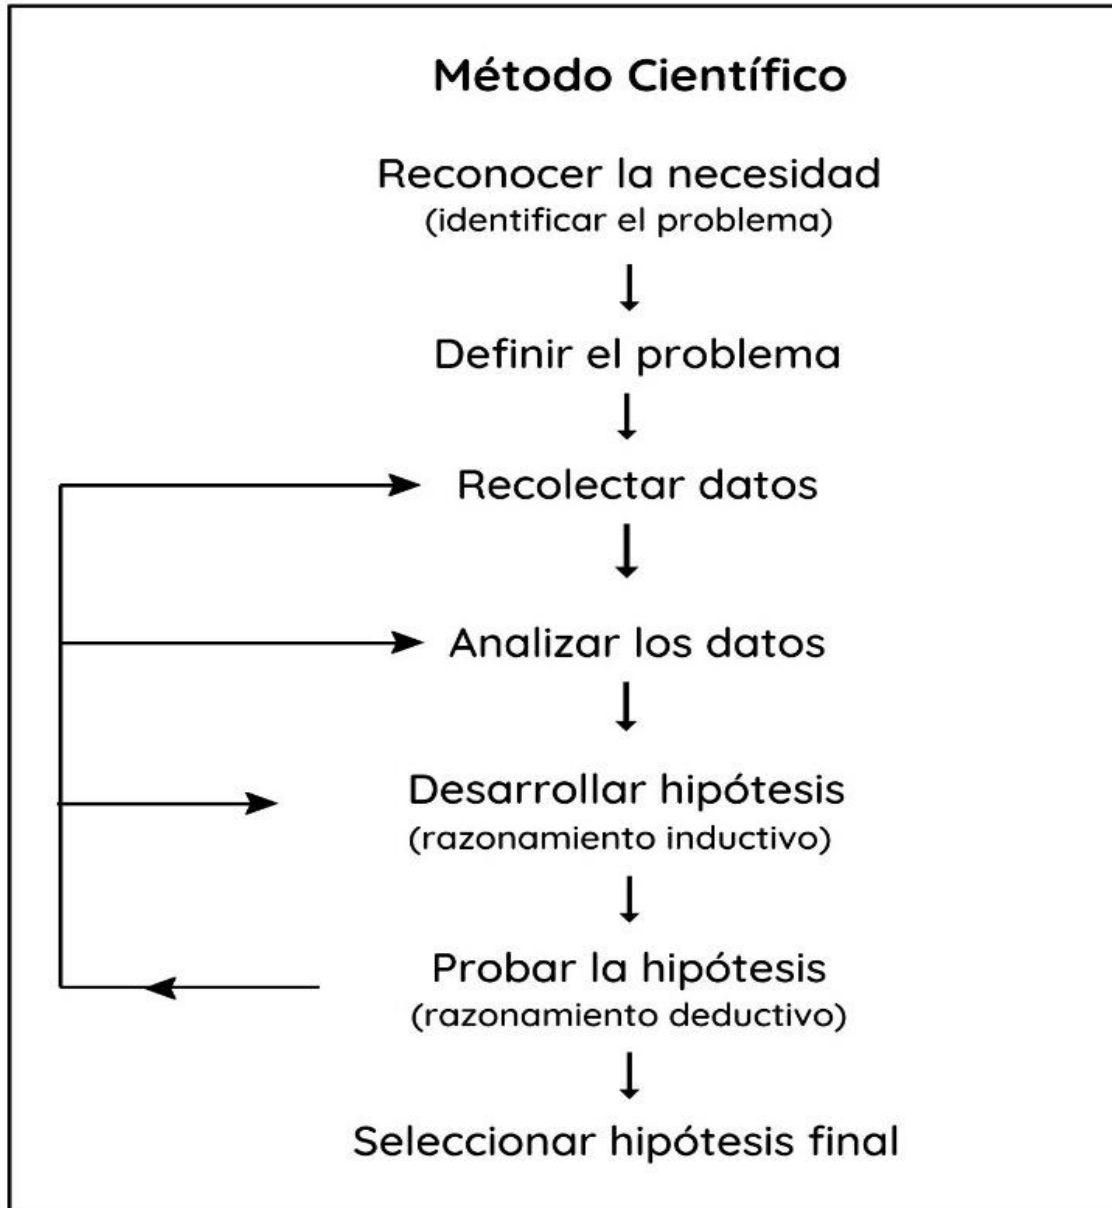 Método Científico
Reconocer la necesidad
(identificar el problema)
Definir el problema
Recolectar datos
Analizar los datos
Desarrollar hipótesis
(razonamiento inductivo)
Probar la hipótesis
(razonamiento deductivo)
Seleccionar hipótesis final